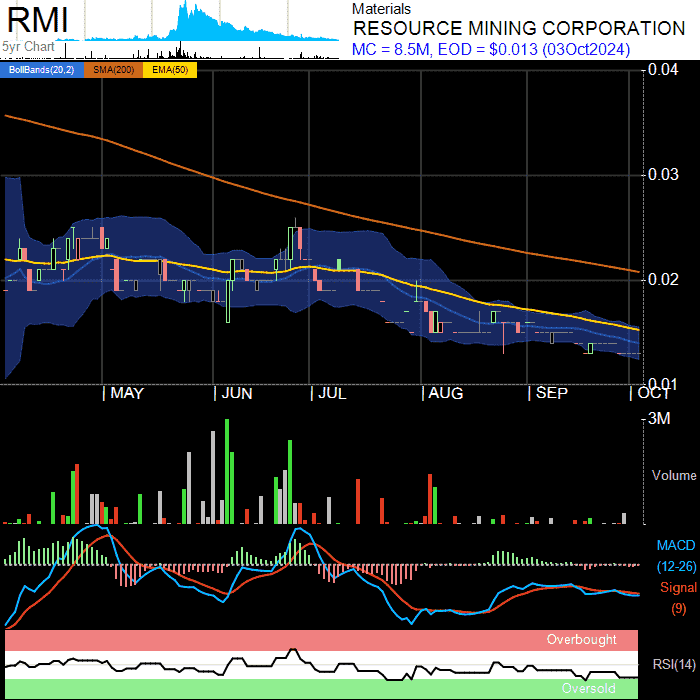 RMI
5yr Chart
Materials
RESOURCE MINING CORPORATION
MC = 8.5M, EOD = $0.013 (03Oct2024)
BollBands(20,2) SMA(200) EMA(50)
0.04
0.03
0.02
0.01
MAY JUN JUL AUG SEP OCT
3M
Volume
MACD
(12-26)
Signal
(9)
Overbought
RSI(14)
Oversold